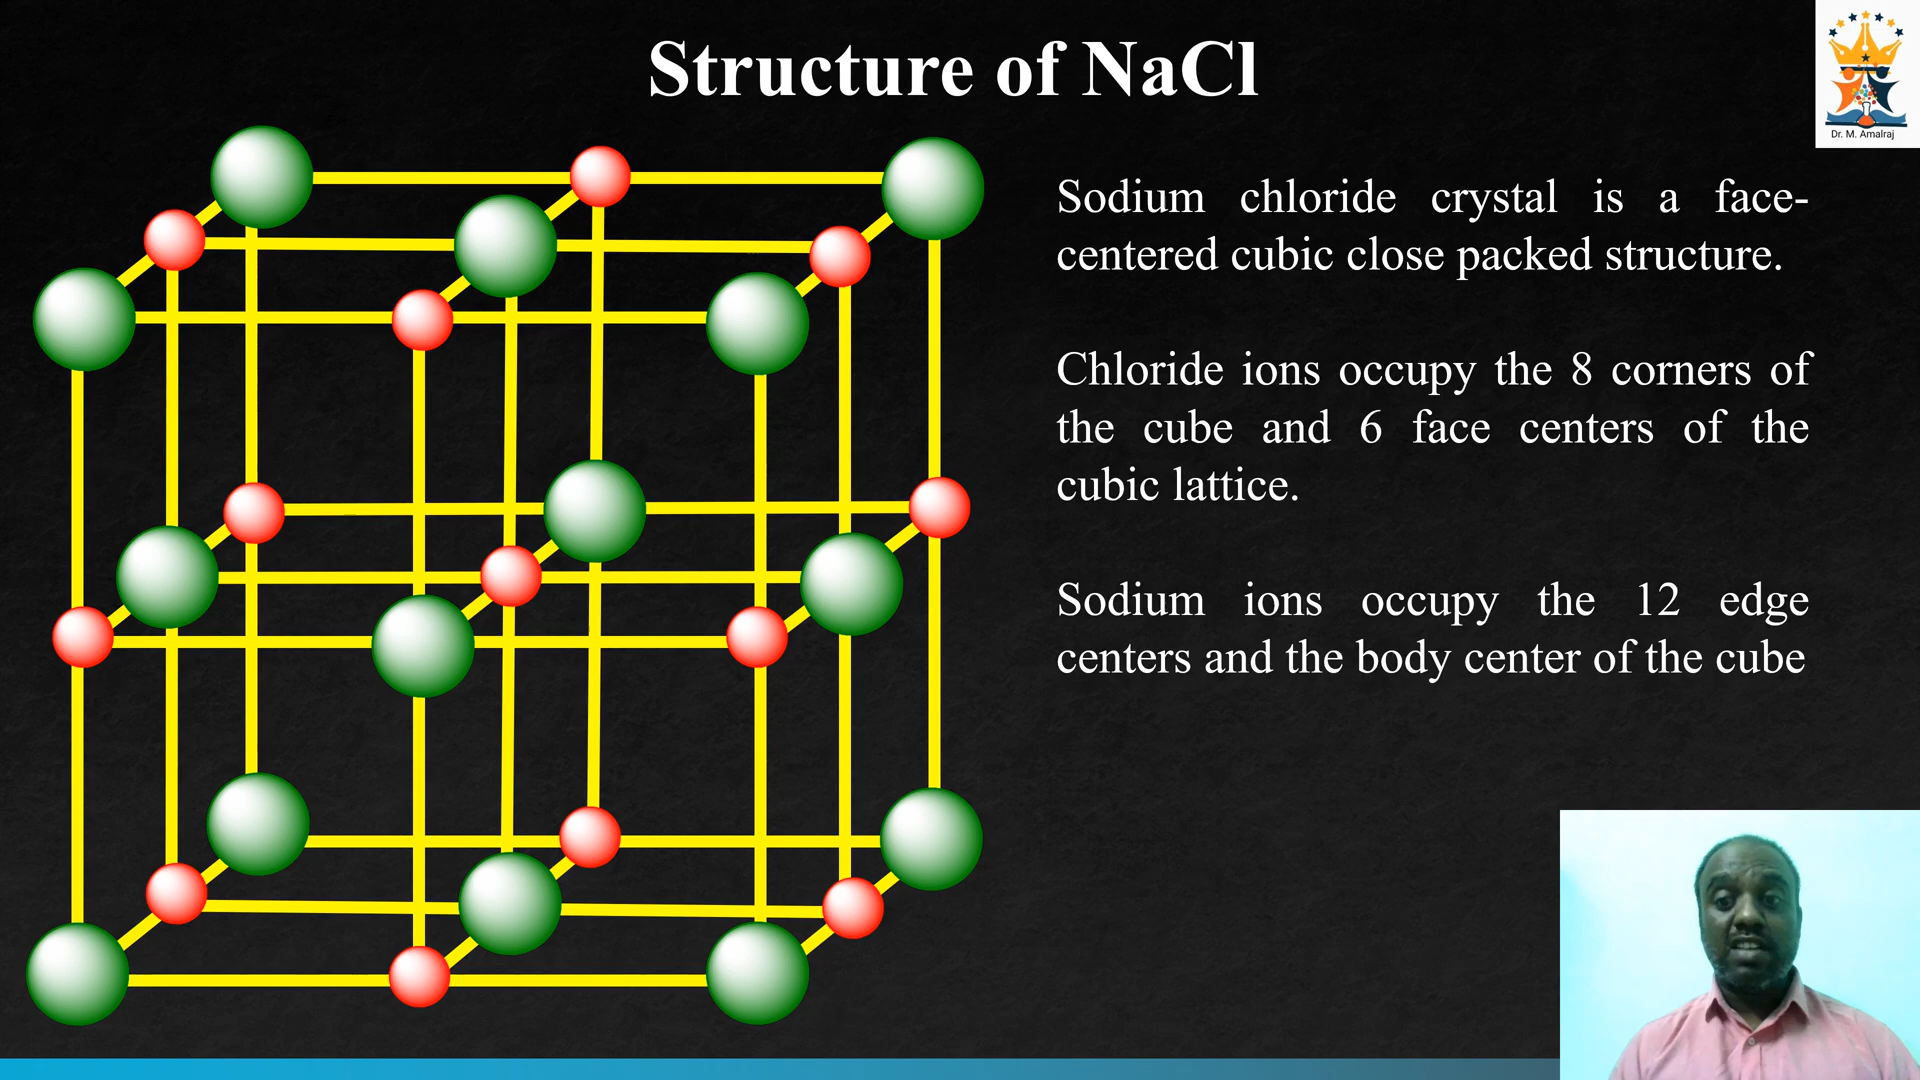 Structure of NaCl
Dr. M. Amalraj
Sodium chloride crystal is a face-
centered cubic close packed structure.
Chloride ions occupy the 8 corners of
the cube and 6 face centers of the
cubic lattice.
Sodium ions occupy the 12 edge
centers and the body center of the cube